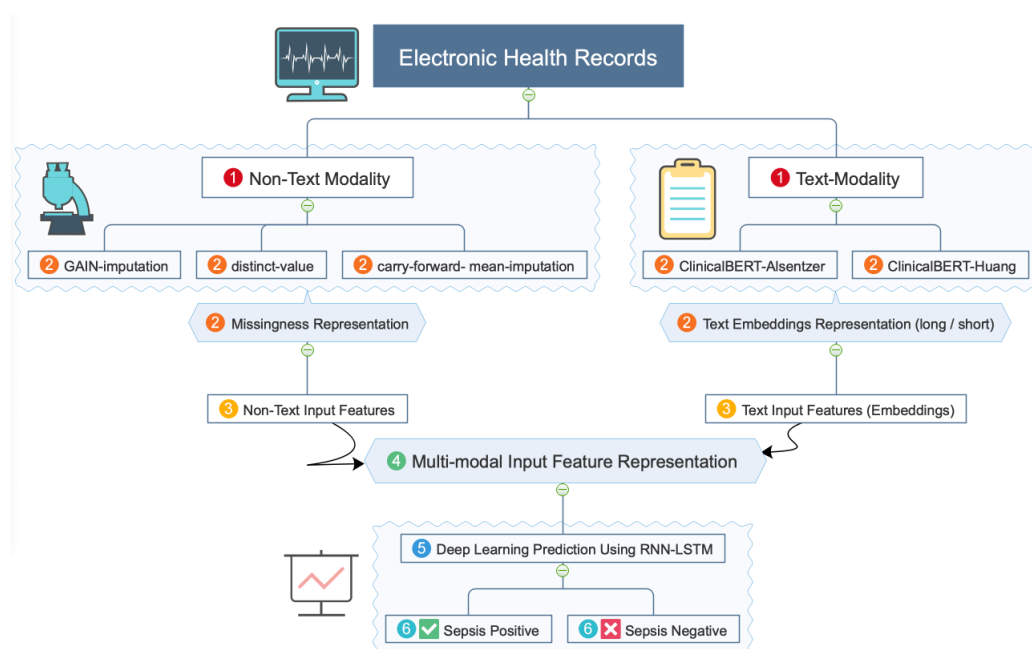 Electronic Health Records
1 Non-Text Modality
1 Text-Modality
2 GAIN-imputation
2 distinct-value
2 carry-forward- mean-imputation
2 ClinicalBERT-Alsentzer
2 ClinicalBERT-Huang
2 Missingness Representation
2 Text Embeddings Representation (long / short)
3 Non-Text Input Features
3 Text Input Features (Embeddings)
4 Multi-modal Input Feature Representation
5 Deep Learning Prediction Using RNN-LSTM
6 Sepsis Positive
6 Sepsis Negative